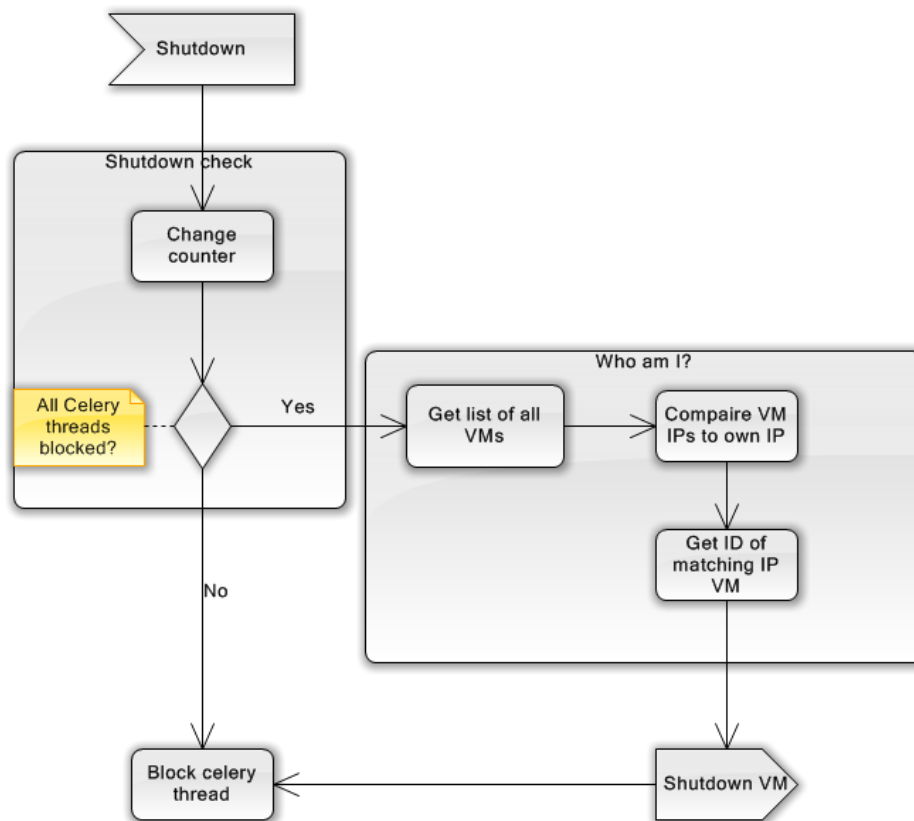 Shutdown
Shutdown check
Change
counter
All Celery
threads
blocked?
Yes
No
Who am I?
Get list of all
VMs
Compaire VM
IPs to own IP
Get ID of
matching IP
VM
Block celery
thread
Shutdown VM